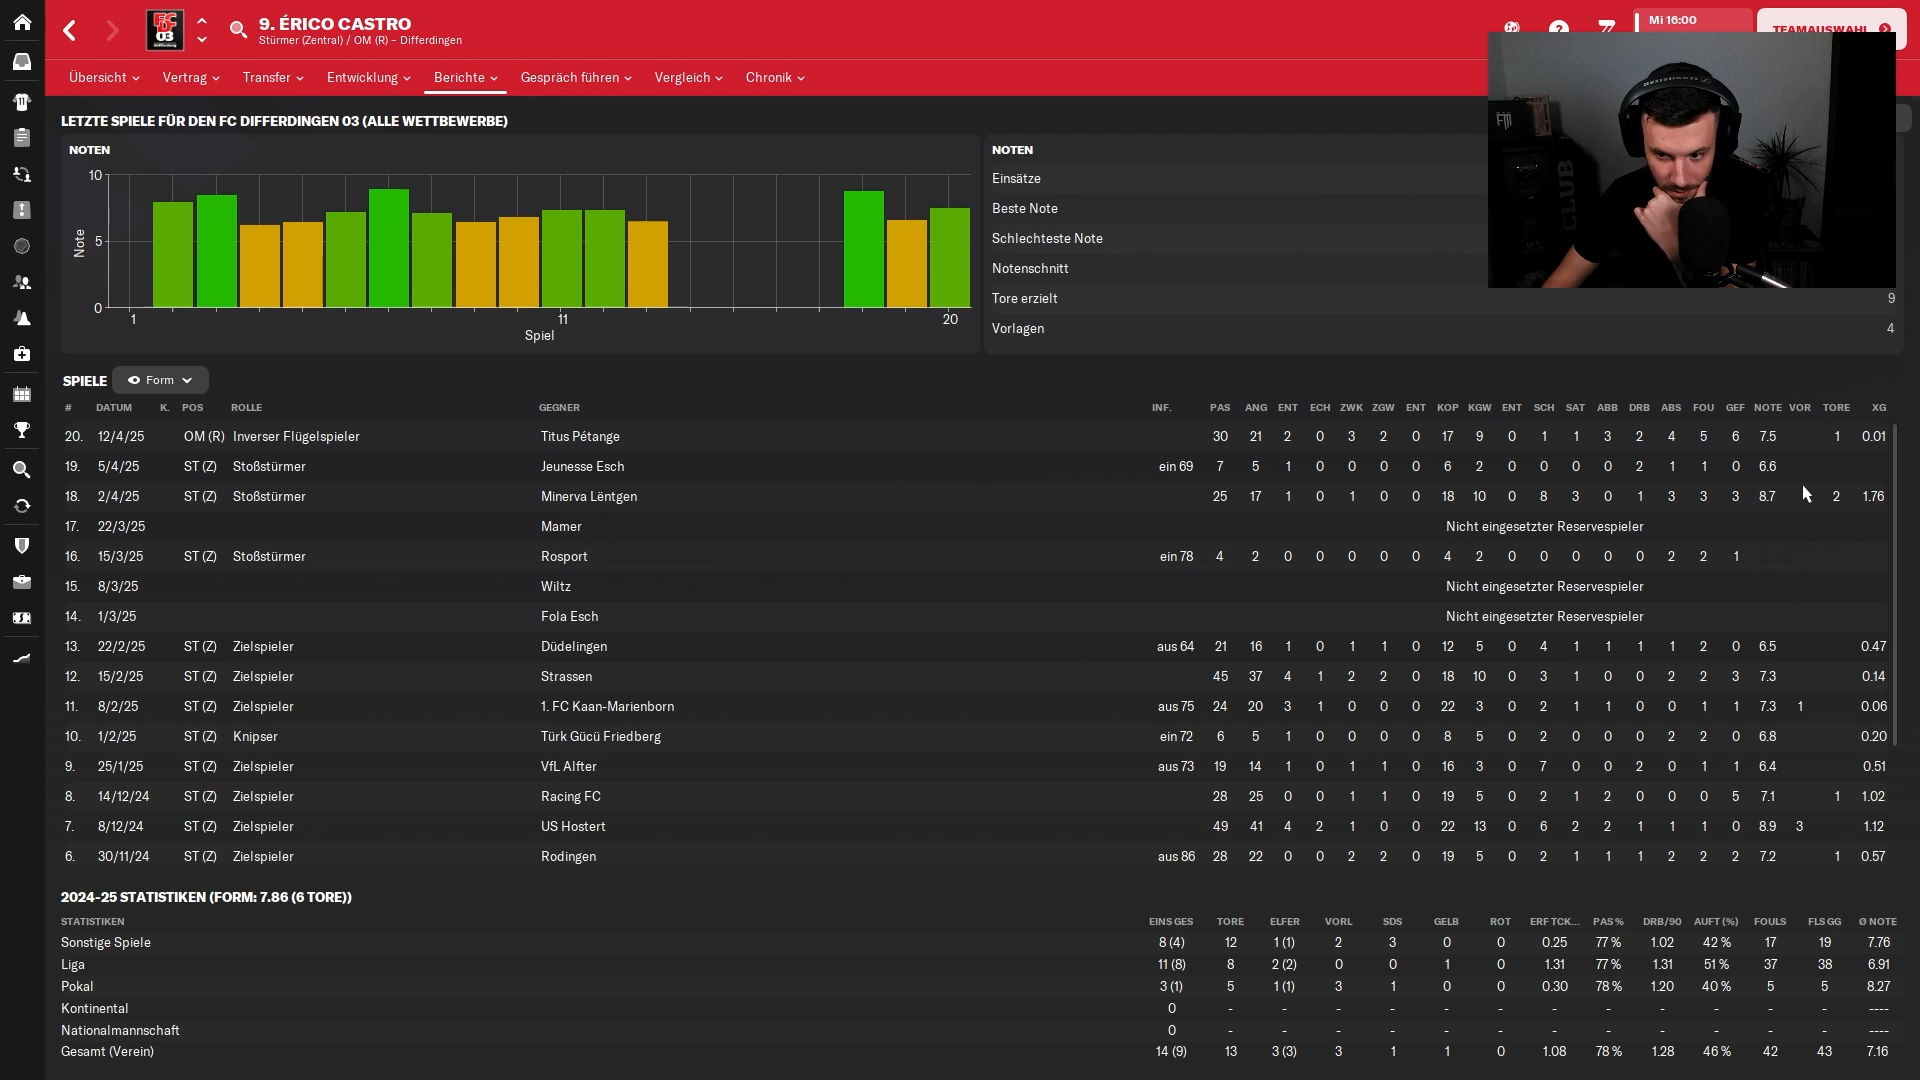 9. ÉRICO CASTRO
Stürmer (Zentral) / OM (R) – Differdingen
Mi 16:00
TEAMAUSWAHL
Übersicht Vertrag Transfer Entwicklung Berichte Gespräch führen Vergleich Chronik
LETZTE SPIELE FÜR DEN FC DIFFERDINGEN 03 (ALLE WETTBEWERBE)
NOTEN
10
5
0
Note
1 11 20
Spiel
NOTEN
Einsätze
Beste Note
Schlechteste Note
Notenschnitt
Tore erzielt 9
Vorlagen 4
CLUB
SPIELE Form
# DATUM K. POS ROLLE GEGNER INF. PAS ANG ENT ECH ZWK ZGW ENT KOP KGW ENT SCH SAT ABB DRB ABS FOU GEF NOTE VOR TORE XG
20. 12/4/25 OM (R) Inverser Flügelspieler Titus Pétange 30 21 2 0 3 2 0 17 9 0 1 1 3 2 4 5 6 7.5 1 0.01
19. 5/4/25 ST (Z) Stoßstürmer Jeunesse Esch ein 69 7 5 1 0 0 0 0 6 2 0 0 0 0 2 1 1 0 6.6
18. 2/4/25 ST (Z) Stoßstürmer Minerva Lëntgen 25 17 1 0 1 0 0 18 10 0 8 3 0 1 3 3 3 8.7 2 1.76
17. 22/3/25 Mamer Nicht eingesetzter Reservespieler
16. 15/3/25 ST (Z) Stoßstürmer Rosport ein 78 4 2 0 0 0 0 0 4 2 0 0 0 0 0 2 2 1
15. 8/3/25 Wiltz Nicht eingesetzter Reservespieler
14. 1/3/25 Fola Esch Nicht eingesetzter Reservespieler
13. 22/2/25 ST (Z) Zielspieler Düdelingen aus 64 21 16 1 0 1 1 0 12 5 0 4 1 1 1 1 2 0 6.5 0.47
12. 15/2/25 ST (Z) Zielspieler Strassen 45 37 4 1 2 2 0 18 10 0 3 1 0 0 2 2 3 7.3 0.14
11. 8/2/25 ST (Z) Zielspieler 1. FC Kaan-Marienborn aus 75 24 20 3 1 0 0 0 22 3 0 2 1 1 0 0 1 1 7.3 1 0.06
10. 1/2/25 ST (Z) Knipser Türk Gücü Friedberg ein 72 6 5 1 0 0 0 0 8 5 0 2 0 0 0 2 2 0 6.8 0.20
9. 25/1/25 ST (Z) Zielspieler VfL Alfter aus 73 19 14 1 0 1 1 0 16 3 0 7 0 0 2 0 1 1 6.4 0.51
8. 14/12/24 ST (Z) Zielspieler Racing FC 28 25 0 0 1 1 0 19 5 0 2 1 2 0 0 0 5 7.1 1 1.02
7. 8/12/24 ST (Z) Zielspieler US Hostert 49 41 4 2 1 0 0 22 13 0 6 2 2 1 1 1 0 8.9 3 1.12
6. 30/11/24 ST (Z) Zielspieler Rodingen aus 86 28 22 0 0 2 2 0 19 5 0 2 1 1 1 2 2 2 7.2 1 0.57
2024-25 STATISTIKEN (FORM: 7.86 (6 TORE))
STATISTIKEN EINS GES TORE ELFER VORL SDS GELB ROT ERF TCK... PAS % DRB/90 AUFT (%) FOULS FLS GG Ø NOTE
Sonstige Spiele 8 (4) 12 1 (1) 2 3 0 0 0.25 77 % 1.02 42 % 17 19 7.76
Liga 11 (8) 8 2 (2) 0 0 1 0 1.31 77 % 1.31 51 % 37 38 6.91
Pokal 3 (1) 5 1 (1) 3 1 0 0 0.30 78 % 1.20 40 % 5 5 8.27
Kontinental 0 - - - - - - - - - - - - ----
Nationalmannschaft 0 - - - - - - - - - - - - ----
Gesamt (Verein) 14 (9) 13 3 (3) 3 1 1 0 1.08 78 % 1.28 46 % 42 43 7.16